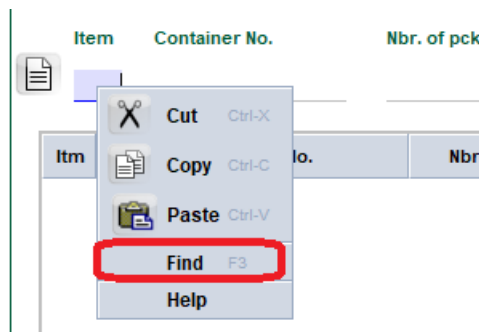 Item Container No. Nbr. of pck
Cut Ctrl-X
Itm lo. Nbr
Copy Ctrl-C
Paste Ctrl-V
Find F3
Help